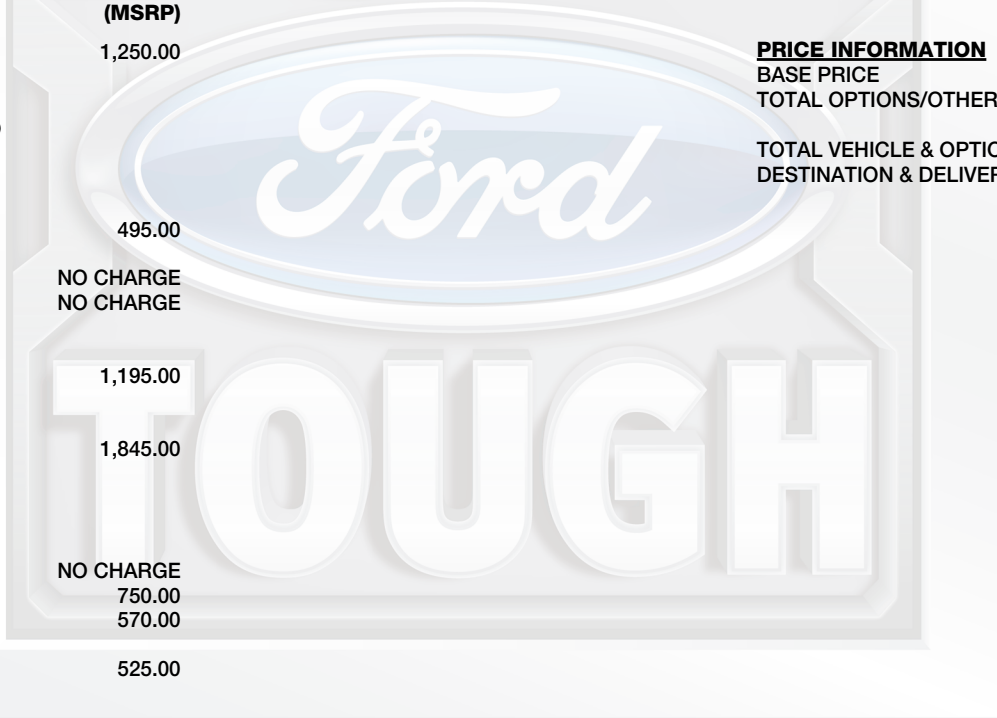 (MSRP)
1,250.00
495.00
NO CHARGE
NO CHARGE
1,195.00
1,845.00
NO CHARGE
750.00
570.00
525.00
PRICE INFORMATION
BASE PRICE
TOTAL OPTIONS/OTHER
TOTAL VEHICLE & OPTIO
DESTINATION & DELIVER
Ford
TOUGH